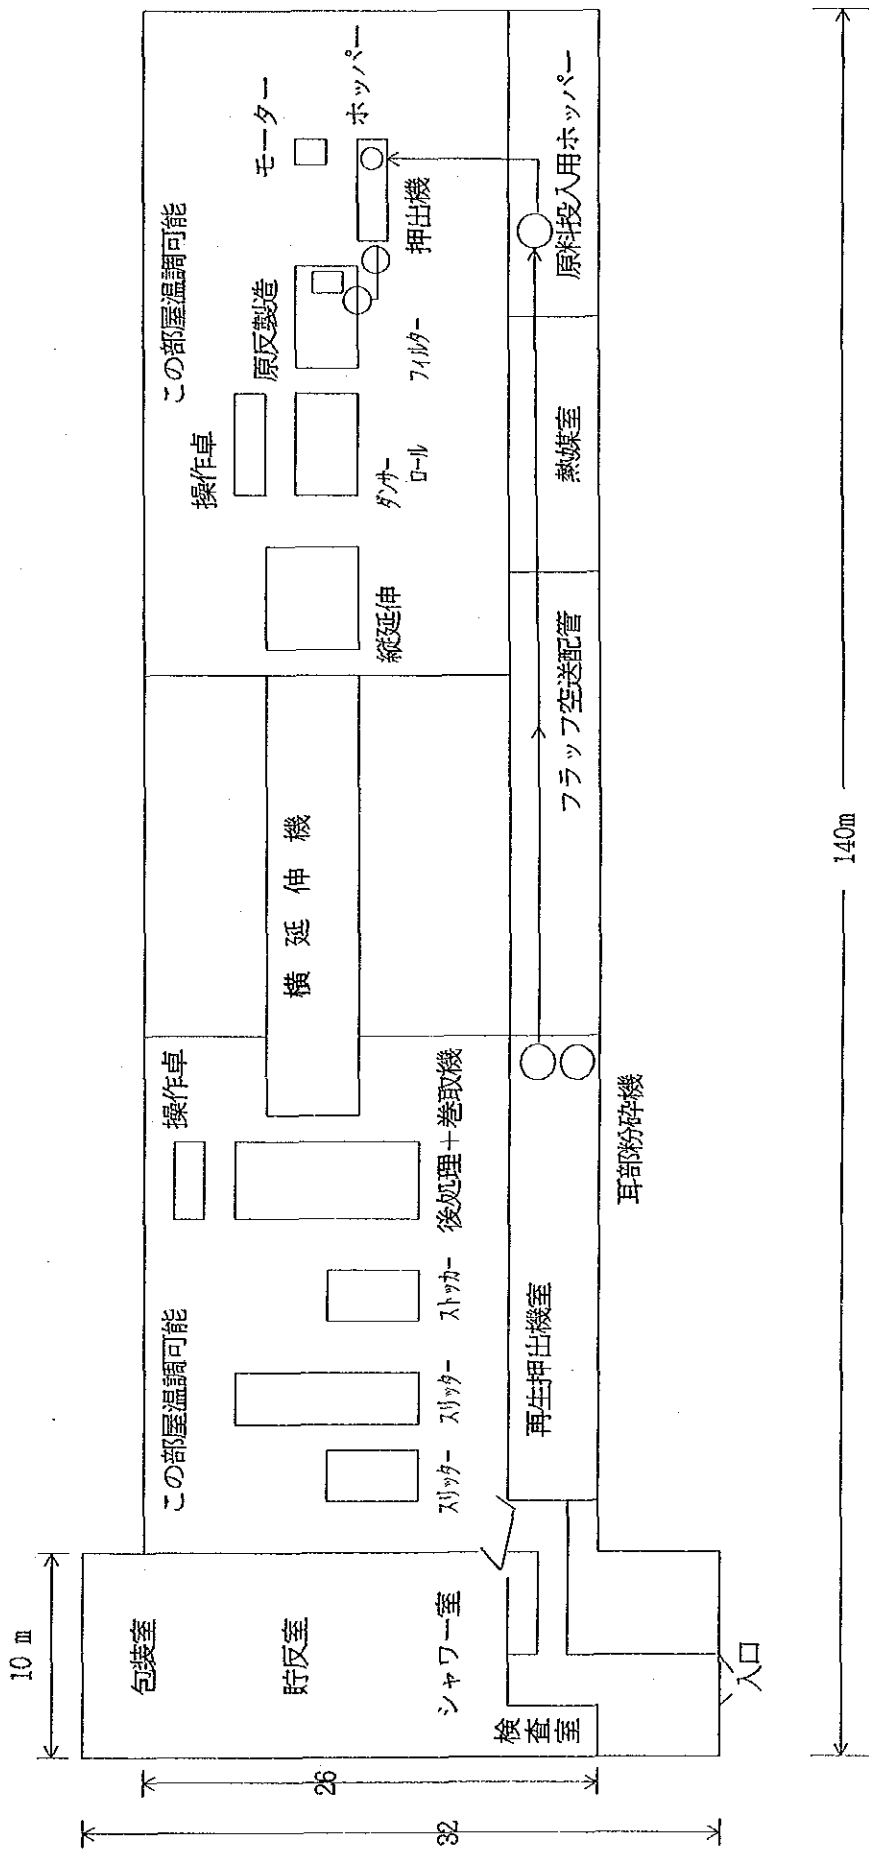 10 m
包装室
貯反室
シャワー室
検査室
26
32
入口
この部屋温調可能
スリッター
スリッター
ストッカー
操作卓
後処理＋巻取機
再生押出機室
耳部粉砕機
横延伸機
フラッフ空送配管
縦延伸
操作卓
ダンサーロール
この部屋温調可能
原反製造
フィルター
熱媒室
モーター
ホッパー
押出機
原料投入用ホッパー
140m